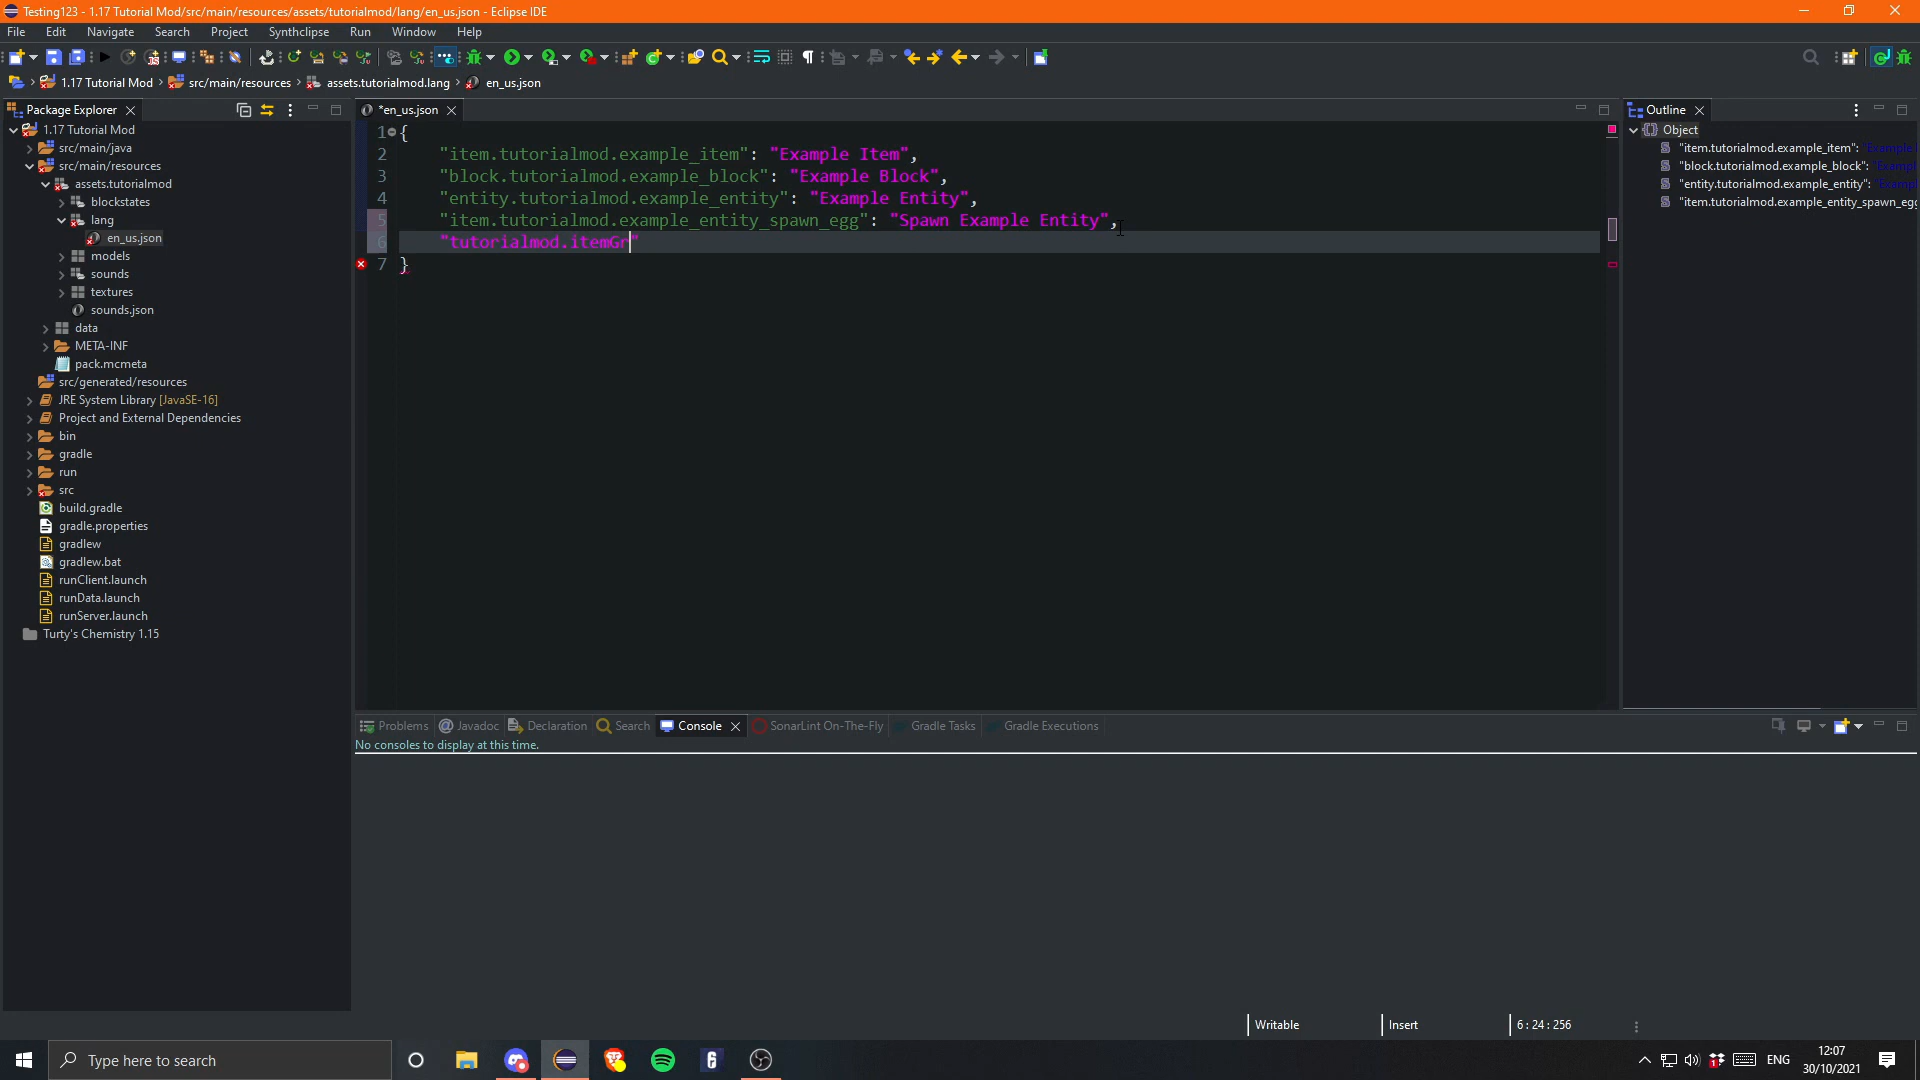 Testing123 - 1.17 Tutorial Mod/src/main/resources/assets/tutorialmod/lang/en_us.json - Eclipse IDE
File Edit Navigate Search Project Synthclipse Run Window Help
1.17 Tutorial Mod src/main/resources assets.tutorialmod.lang en_us.json
Package Explorer
1.17 Tutorial Mod
src/main/java
src/main/resources
assets.tutorialmod
blockstates
lang
en_us.json
models
sounds
textures
sounds.json
data
META-INF
pack.mcmeta
src/generated/resources
JRE System Library [JavaSE-16]
Project and External Dependencies
bin
gradle
run
src
build.gradle
gradle.properties
gradlew
gradlew.bat
runClient.launch
runData.launch
runServer.launch
Turty's Chemistry 1.15
*en_us.json
1 {
2 "item.tutorialmod.example_item": "Example Item",
3 "block.tutorialmod.example_block": "Example Block",
4 "entity.tutorialmod.example_entity": "Example Entity",
5 "item.tutorialmod.example_entity_spawn_egg": "Spawn Example Entity",
6 "tutorialmod.itemGr"
7 }
Outline
Object
"item.tutorialmod.example_item": "Example
"block.tutorialmod.example_block": "Exampl
"entity.tutorialmod.example_entity": "Examp
"item.tutorialmod.example_entity_spawn_egg
Problems Javadoc Declaration Search Console SonarLint On-The-Fly Gradle Tasks Gradle Executions
No consoles to display at this time.
Writable Insert 6 : 24 : 256
Type here to search
ENG
12:07
30/10/2021